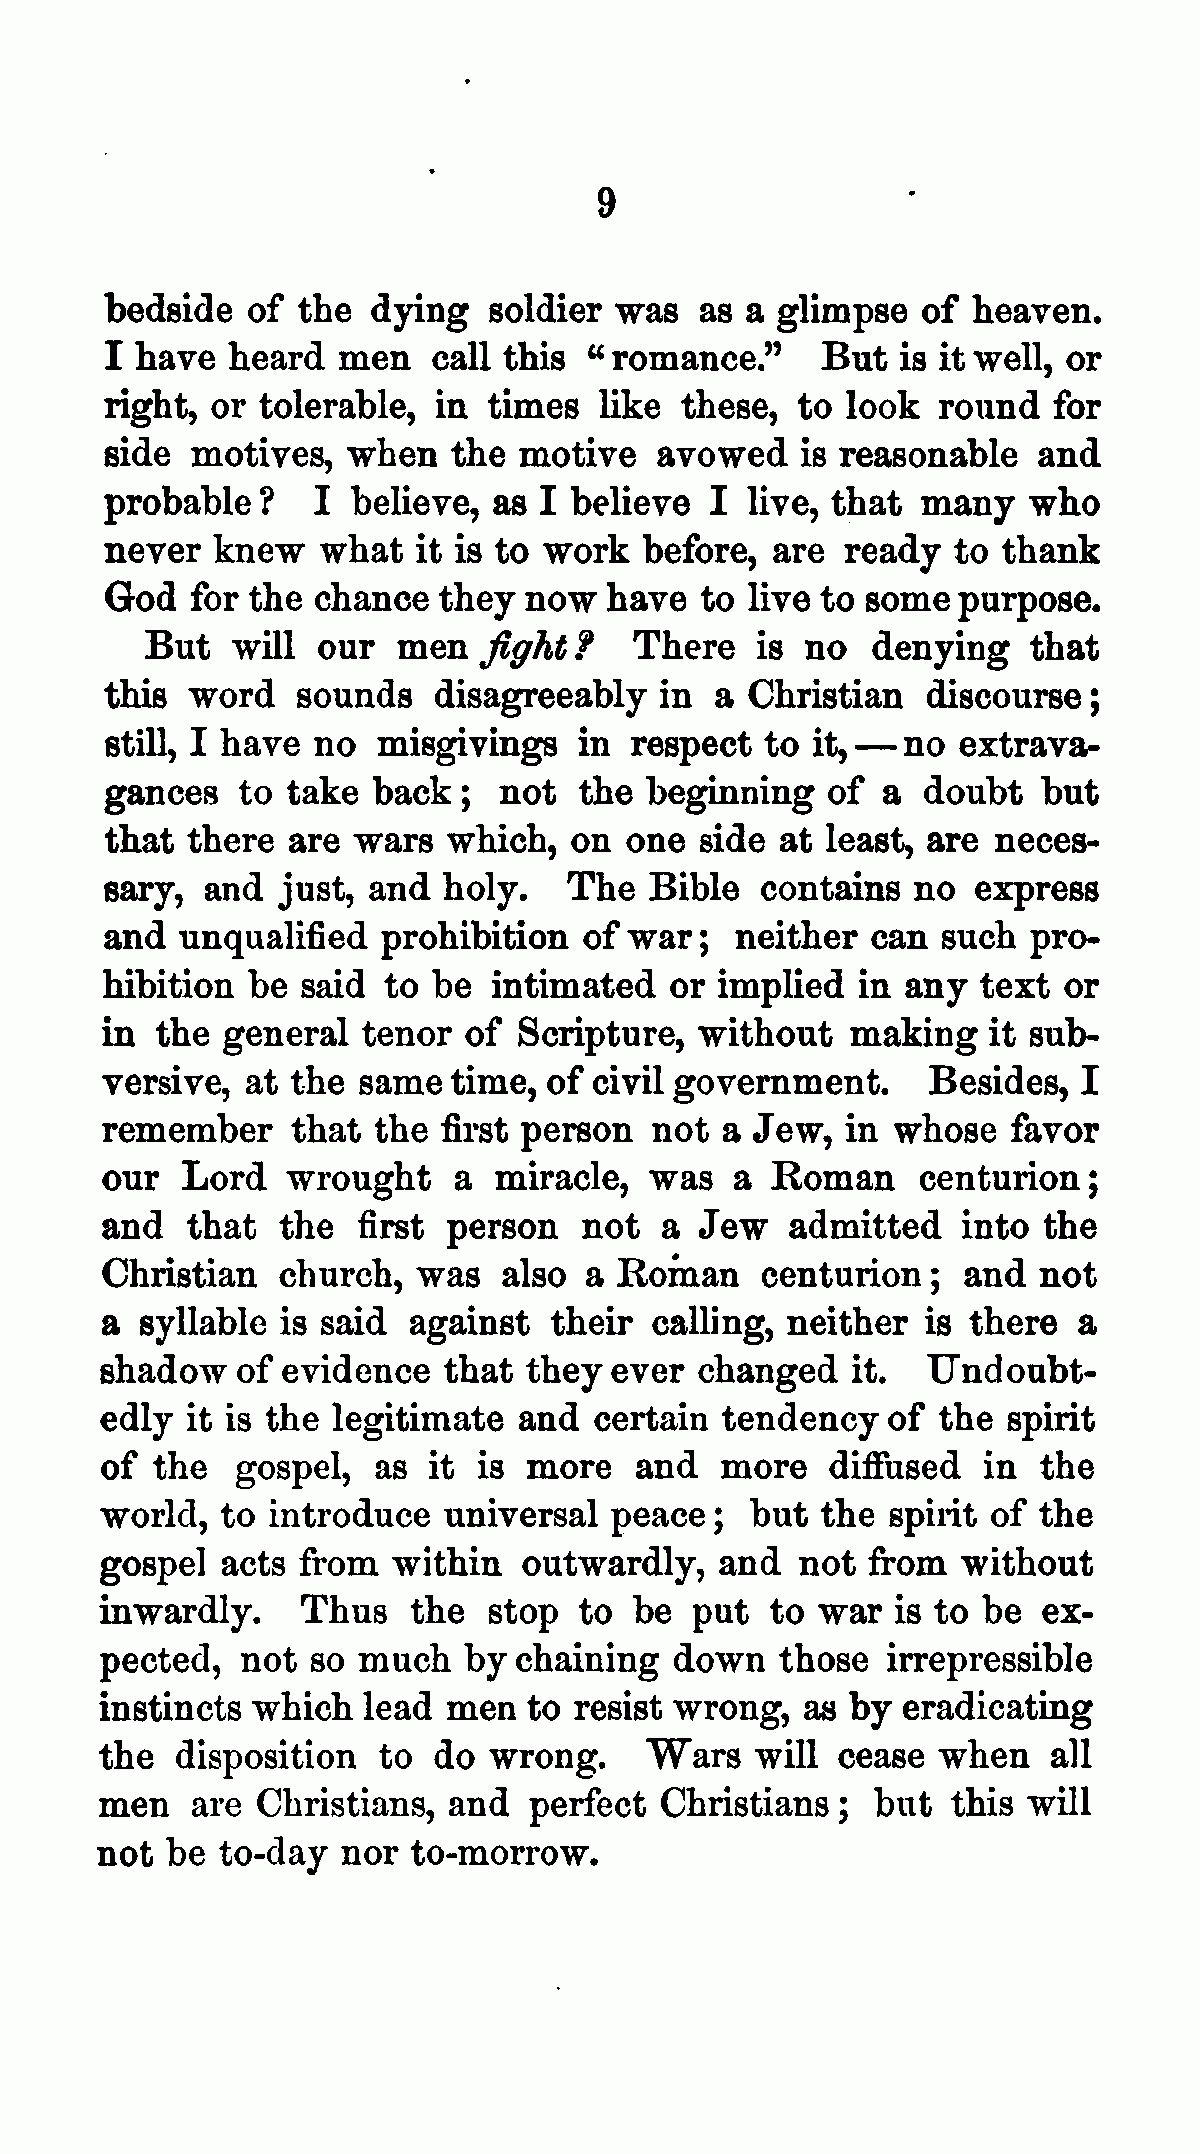 9
bedside of the dying soldier was as a glimpse of heaven.
I have heard men call this “romance.” But is it well, or
right, or tolerable, in times like these, to look round for
side motives, when the motive avowed is reasonable and
probable? I believe, as I believe I live, that many who
never knew what it is to work before, are ready to thank
God for the chance they now have to live to some purpose.
But will our men fight? There is no denying that
this word sounds disagreeably in a Christian discourse;
still, I have no misgivings in respect to it,—no extrava-
gances to take back; not the beginning of a doubt but
that there are wars which, on one side at least, are neces-
sary, and just, and holy. The Bible contains no express
and unqualified prohibition of war; neither can such pro-
hibition be said to be intimated or implied in any text or
in the general tenor of Scripture, without making it sub-
versive, at the same time, of civil government. Besides, I
remember that the first person not a Jew, in whose favor
our Lord wrought a miracle, was a Roman centurion;
and that the first person not a Jew admitted into the
Christian church, was also a Roman centurion; and not
a syllable is said against their calling, neither is there a
shadow of evidence that they ever changed it. Undoubt-
edly it is the legitimate and certain tendency of the spirit
of the gospel, as it is more and more diffused in the
world, to introduce universal peace; but the spirit of the
gospel acts from within outwardly, and not from without
inwardly. Thus the stop to be put to war is to be ex-
pected, not so much by chaining down those irrepressible
instincts which lead men to resist wrong, as by eradicating
the disposition to do wrong. Wars will cease when all
men are Christians, and perfect Christians; but this will
not be to-day nor to-morrow.